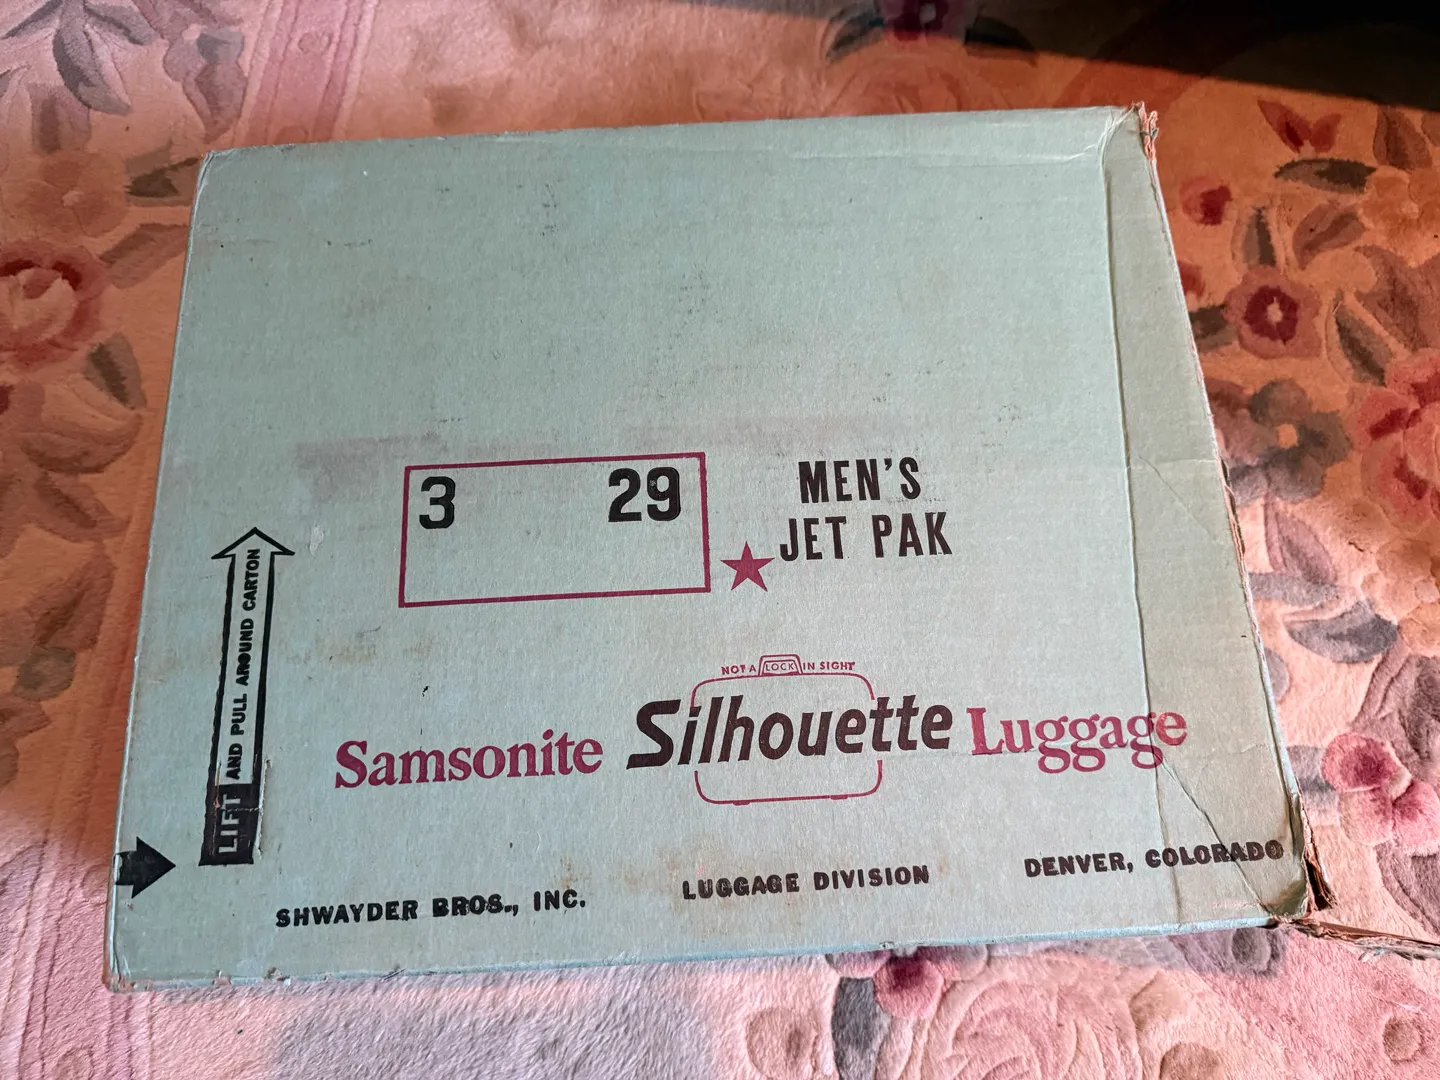 3 29
MEN'S
JET PAK
LIFT AND PULL AROUND CARTON
NOT A LOCK IN SIGHT
Samsonite Silhouette Luggage
SHWAYDER BROS., INC. LUGGAGE DIVISION DENVER, COLORADO